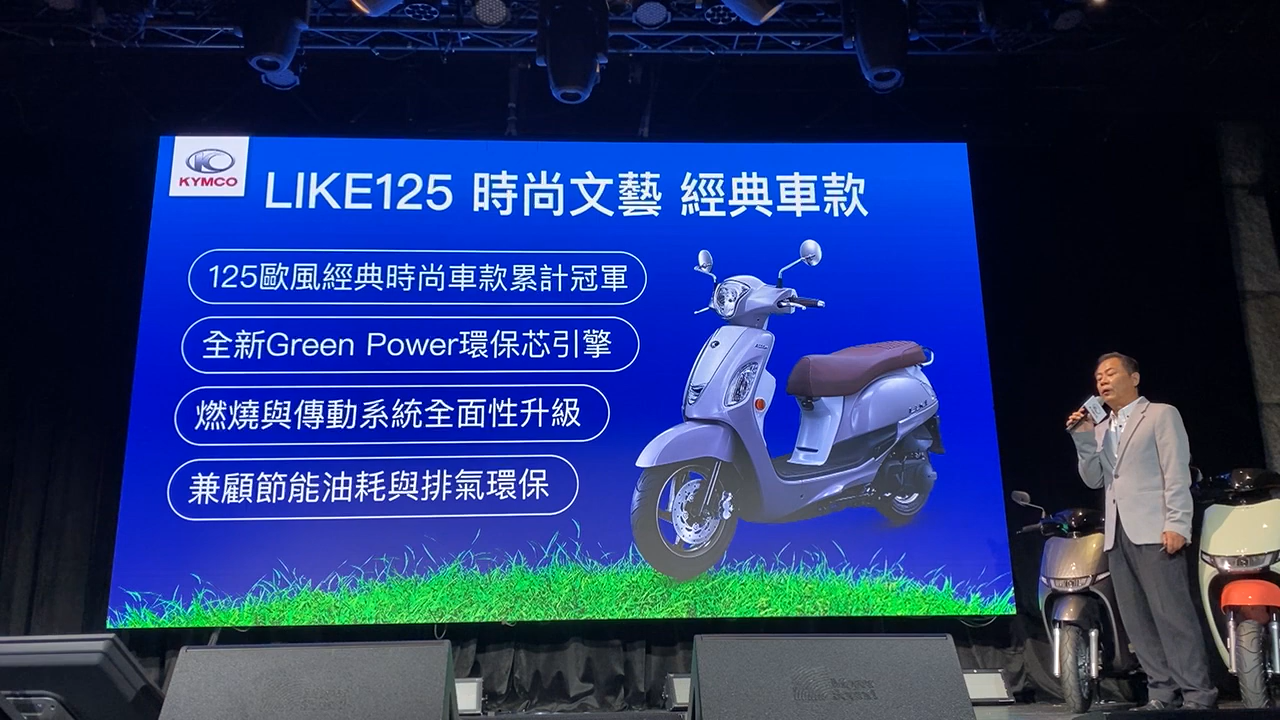 KYMCO
LIKE125 時尚文藝 經典車款
125歐風經典時尚車款累計冠軍
全新Green Power環保芯引擎
燃燒與傳動系統全面性升級
兼顧節能油耗與排氣環保